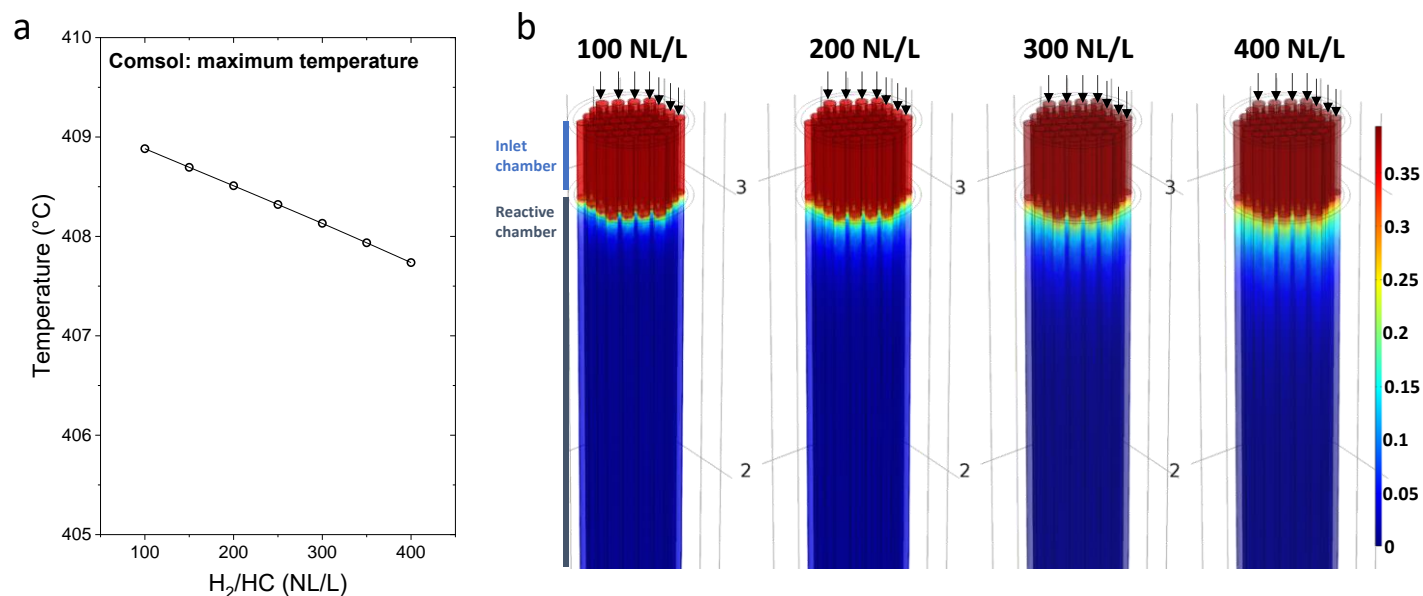 a
Comsol: maximum temperature
410
409
408
407
406
405
Temperature (°C)
100
200
300
400
H₂/HC (NL/L)
b
100 NL/L
200 NL/L
300 NL/L
400 NL/L
Inlet
chamber
Reactive
chamber
3
3
3
2
2
2
0.35
0.3
0.25
0.2
0.15
0.1
0.05
0